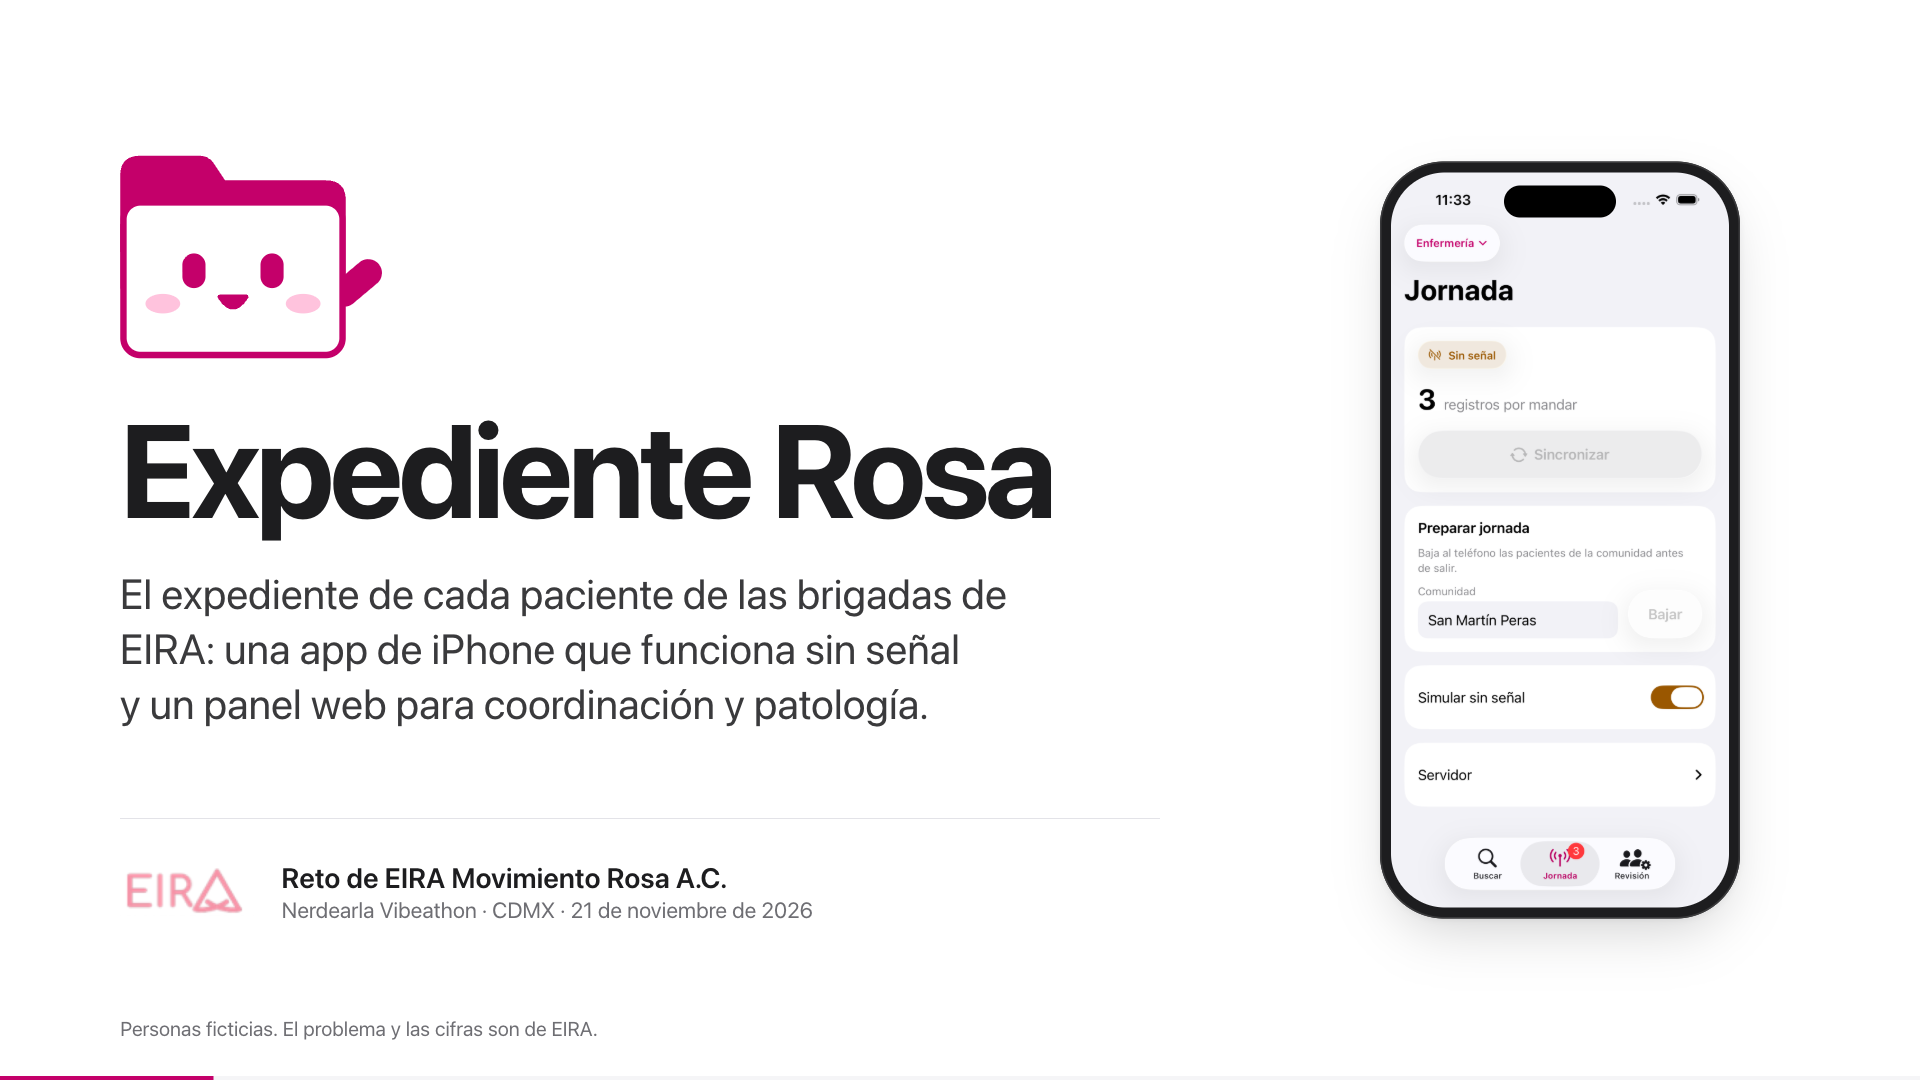 Expediente Rosa
El expediente de cada paciente de las brigadas de
EIRA: una app de iPhone que funciona sin señal
y un panel web para coordinación y patología.
EIRA
Reto de EIRA Movimiento Rosa A.C.
Nerdearla Vibeathon · CDMX · 21 de noviembre de 2026
Personas ficticias. El problema y las cifras son de EIRA.
11:33
Enfermería
Jornada
Sin señal
3 registros por mandar
Sincronizar
Preparar jornada
Baja al teléfono las pacientes de la comunidad antes
de salir.
Comunidad
San Martín Peras
Bajar
Simular sin señal
Servidor
3
Buscar
Jornada
Revisión